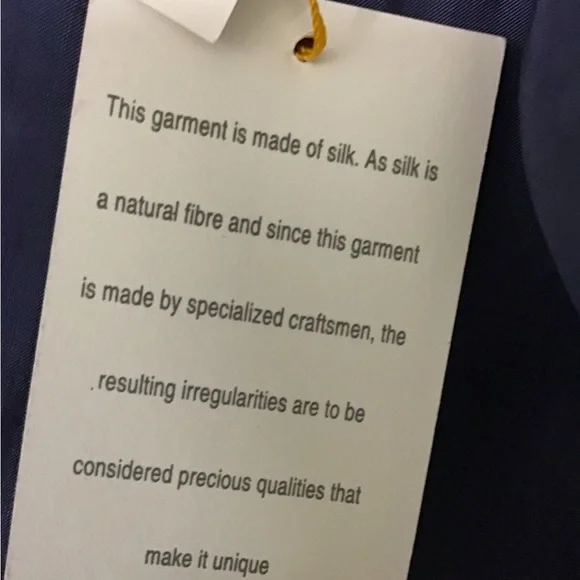 This garment is made of silk. As silk is
a natural fibre and since this garment
is made by specialized craftsmen, the
. resulting irregularities are to be
considered precious qualities that
make it unique